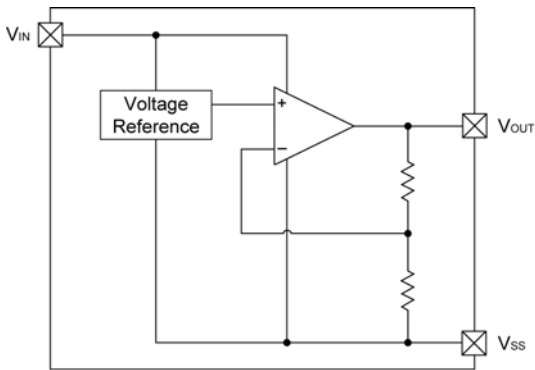 VIN
Voltage
Reference
+
−
VOUT
VSS